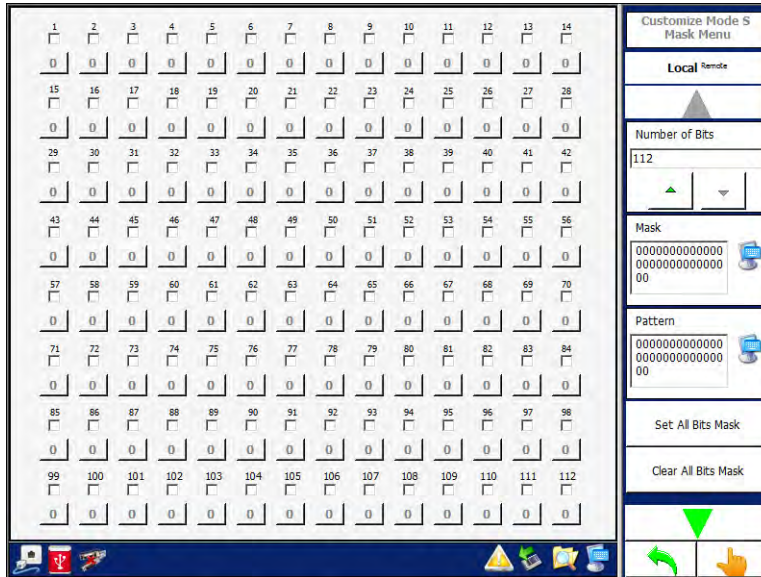 1 2 3 4 5 6 7 8 9 10 11 12 13 14
0 0 0 0 0 0 0 0 0 0 0 0 0 0
15 16 17 18 19 20 21 22 23 24 25 26 27 28
0 0 0 0 0 0 0 0 0 0 0 0 0 0
29 30 31 32 33 34 35 36 37 38 39 40 41 42
0 0 0 0 0 0 0 0 0 0 0 0 0 0
43 44 45 46 47 48 49 50 51 52 53 54 55 56
0 0 0 0 0 0 0 0 0 0 0 0 0 0
57 58 59 60 61 62 63 64 65 66 67 68 69 70
0 0 0 0 0 0 0 0 0 0 0 0 0 0
71 72 73 74 75 76 77 78 79 80 81 82 83 84
0 0 0 0 0 0 0 0 0 0 0 0 0 0
85 86 87 88 89 90 91 92 93 94 95 96 97 98
0 0 0 0 0 0 0 0 0 0 0 0 0 0
99 100 101 102 103 104 105 106 107 108 109 110 111 112
0 0 0 0 0 0 0 0 0 0 0 0 0 0
Customize Mode S
Mask Menu
Local Remote
Number of Bits
112
Mask
0000000000000
0000000000000
00
Pattern
0000000000000
0000000000000
00
Set All Bits Mask
Clear All Bits Mask